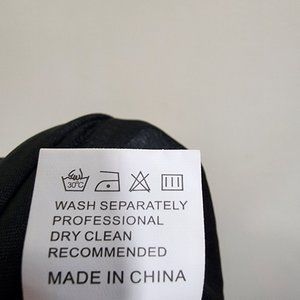 30°C
WASH SEPARATELY
PROFESSIONAL
DRY CLEAN
RECOMMENDED
MADE IN CHINA